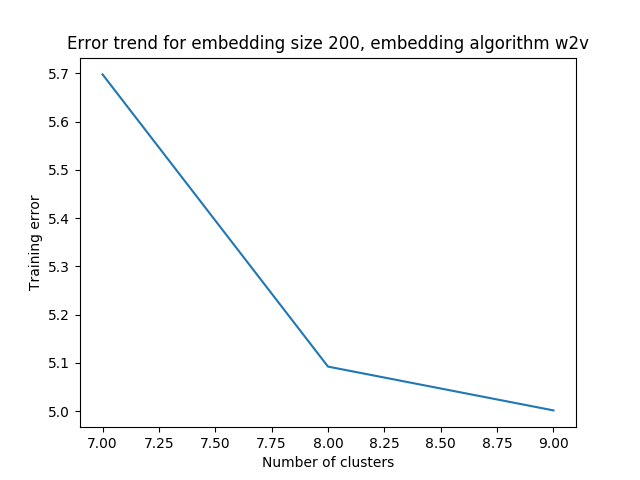 Error trend for embedding size 200, embedding algorithm w2v
5.7
5.6
5.5
5.4
5.3
5.2
5.1
5.0
Training error
7.00 7.25 7.50 7.75 8.00 8.25 8.50 8.75 9.00
Number of clusters